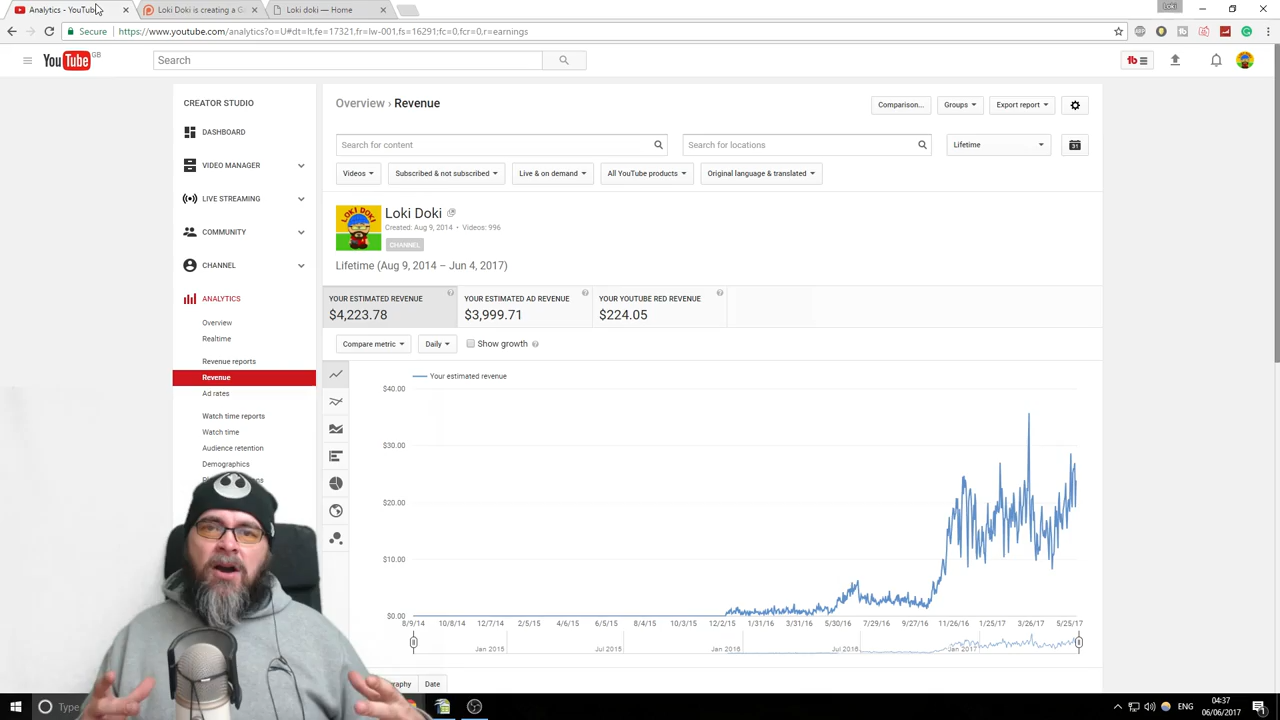 Analytics - YouTube
Loki Doki is creating a G
Loki doki — Home
Loki
Secure
https://www.youtube.com/analytics?o=U#dt=lt,fe=17321,fr=lw-001,fs=16291;fc=0,fcr=0,r=earnings
YouTube GB
Search
CREATOR STUDIO
DASHBOARD
VIDEO MANAGER
LIVE STREAMING
COMMUNITY
CHANNEL
ANALYTICS
Overview
Realtime
Revenue reports
Revenue
Ad rates
Watch time reports
Watch time
Audience retention
Demographics
Overview › Revenue
Comparison...
Groups
Export report
Search for content
Search for locations
Lifetime
31
Videos
Subscribed & not subscribed
Live & on demand
All YouTube products
Original language & translated
LOKI DOKI
Loki Doki
Created: Aug 9, 2014 • Videos: 996
CHANNEL
Lifetime (Aug 9, 2014 – Jun 4, 2017)
YOUR ESTIMATED REVENUE
$4,223.78
YOUR ESTIMATED AD REVENUE
$3,999.71
YOUR YOUTUBE RED REVENUE
$224.05
Compare metric
Daily
Show growth
Your estimated revenue
$40.00
$30.00
$20.00
$10.00
$0.00
8/9/14 10/8/14 12/7/14 2/5/15 4/6/15 6/5/15 8/4/15 10/3/15 12/2/15 1/31/16 3/31/16 5/30/16 7/29/16 9/27/16 11/26/16 1/25/17 3/26/17 5/25/17
Jan 2015 Jul 2015 Jan 2016 Jul 2016 Jan 2017
Date
Type
ENG
04:37
06/06/2017